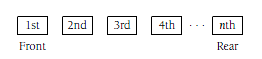 1st 2nd 3rd 4th · · · nth
Front Rear